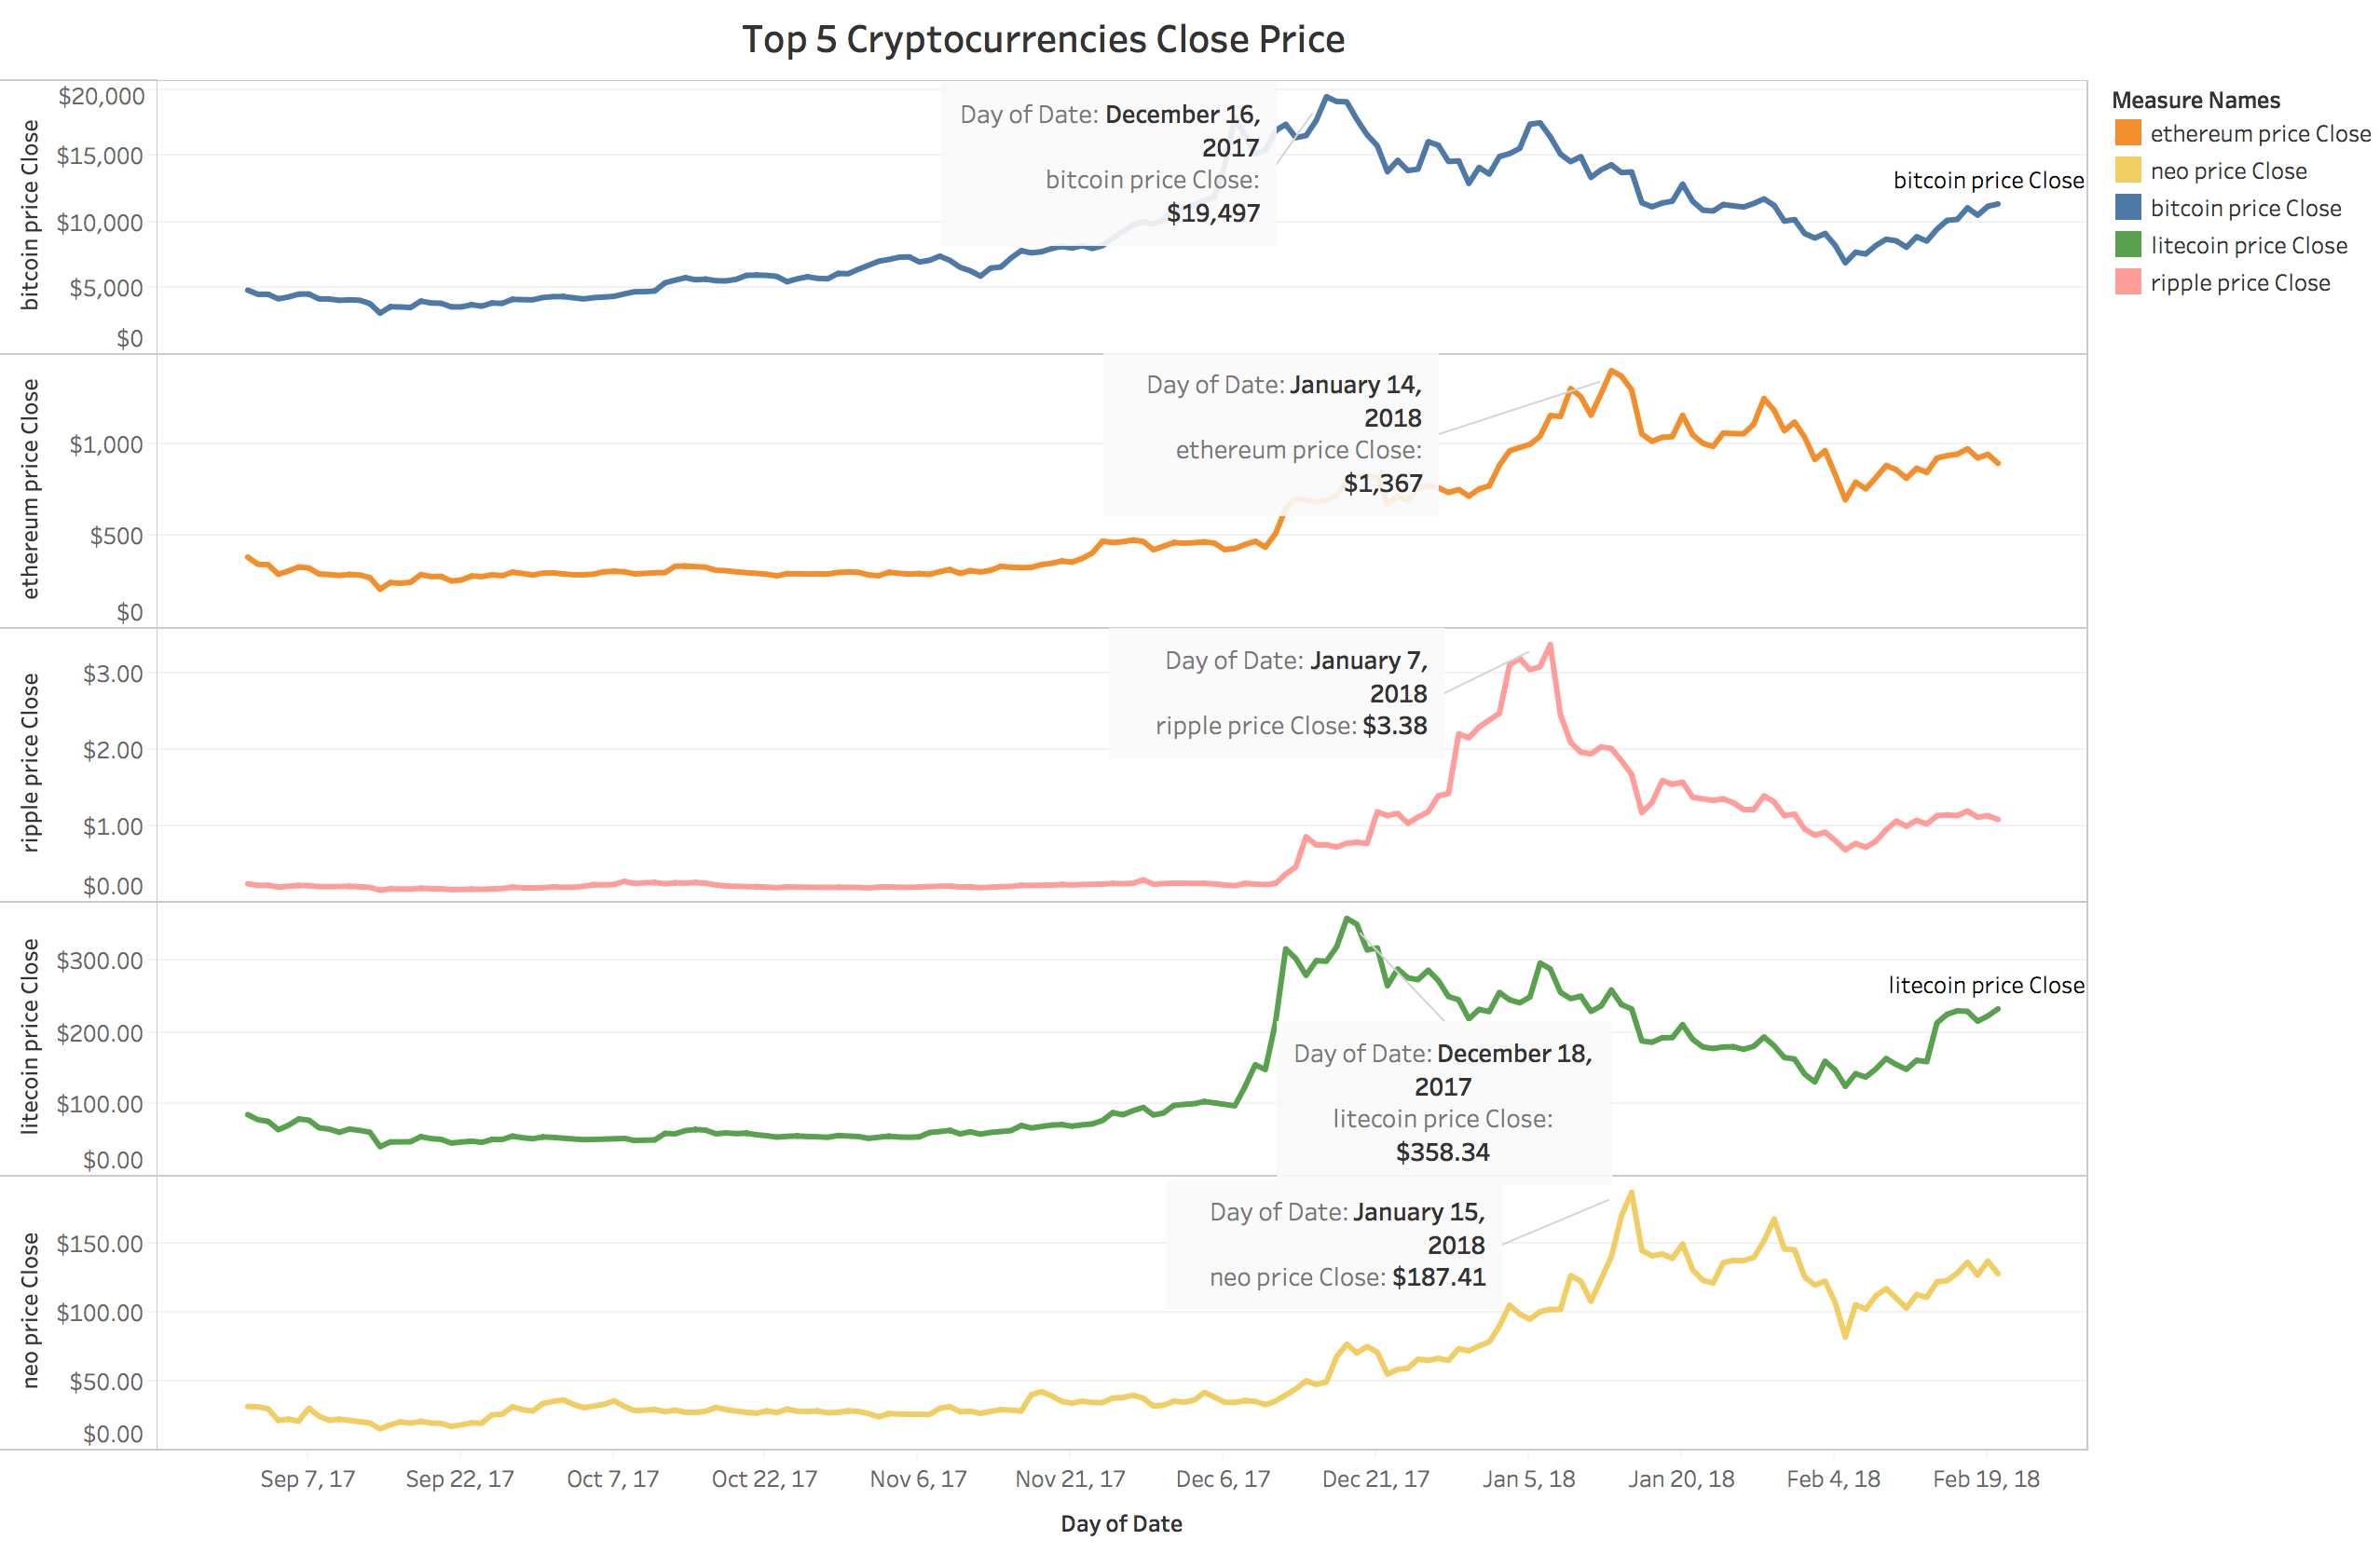 Top 5 Cryptocurrencies Close Price
Measure Names
ethereum price Close
neo price Close
bitcoin price Close
litecoin price Close
ripple price Close
bitcoin price Close
$20,000
$15,000
$10,000
$5,000
$0
Day of Date: December 16,
2017
bitcoin price Close:
$19,497
bitcoin price Close
ethereum price Close
$1,000
$500
$0
Day of Date: January 14,
2018
ethereum price Close:
$1,367
ripple price Close
$3.00
$2.00
$1.00
$0.00
Day of Date: January 7,
2018
ripple price Close: $3.38
litecoin price Close
$300.00
$200.00
$100.00
$0.00
litecoin price Close
Day of Date: December 18,
2017
litecoin price Close:
$358.34
neo price Close
$150.00
$100.00
$50.00
$0.00
Day of Date: January 15,
2018
neo price Close: $187.41
Sep 7, 17 Sep 22, 17 Oct 7, 17 Oct 22, 17 Nov 6, 17 Nov 21, 17 Dec 6, 17 Dec 21, 17 Jan 5, 18 Jan 20, 18 Feb 4, 18 Feb 19, 18
Day of Date